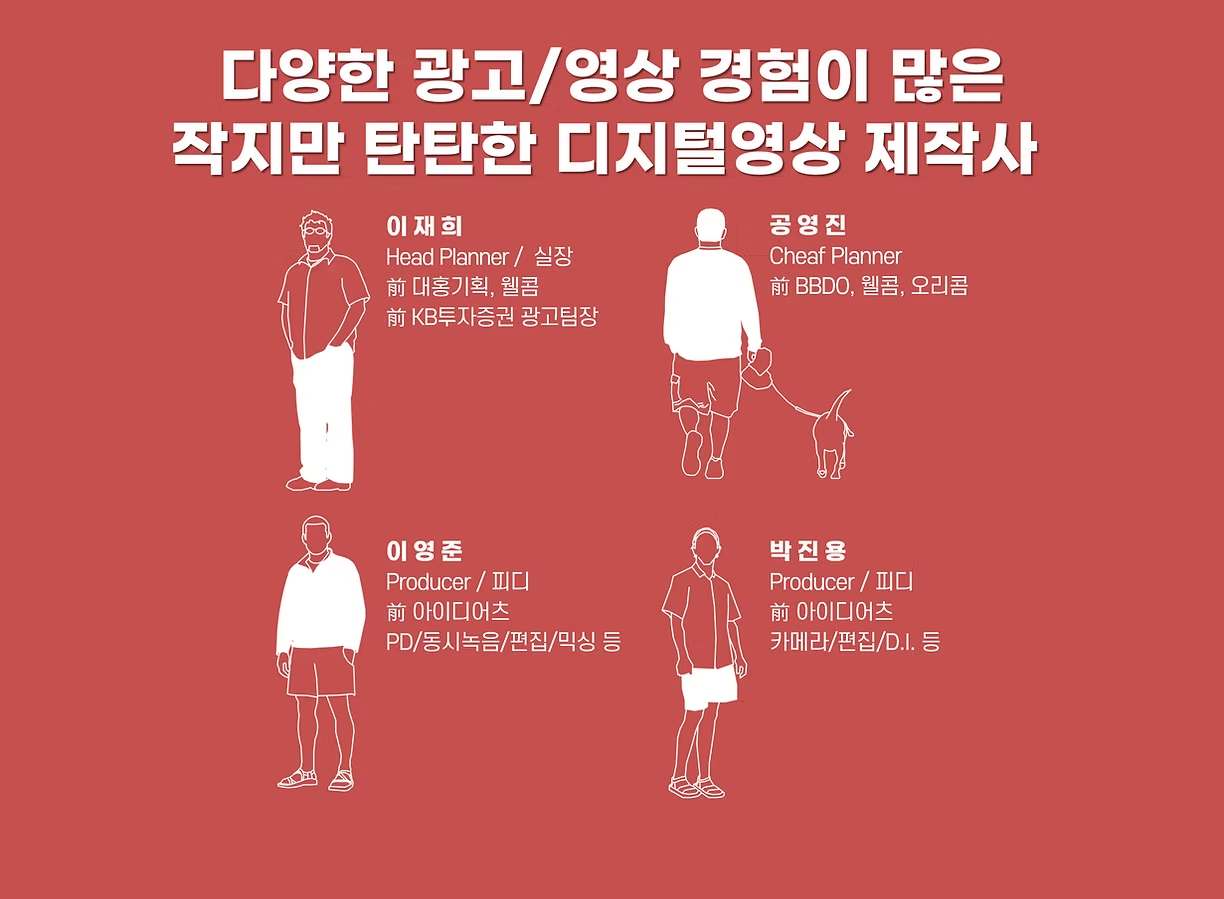 다양한 광고/영상 경험이 많은
작지만 탄탄한 디지털영상 제작사
이재희
Head Planner / 실장
前 대홍기획, 웰콤
前 KB투자증권 광고팀장
공영진
Cheaf Planner
前 BBDO, 웰콤, 오리콤
이영준
Producer / 피디
前 아이디어츠
PD/동시녹음/편집/믹싱 등
박진용
Producer / 피디
前 아이디어츠
카메라/편집/D.I. 등